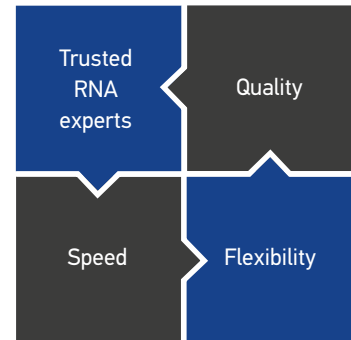 Trusted
RNA
experts
Quality
Speed
Flexibility